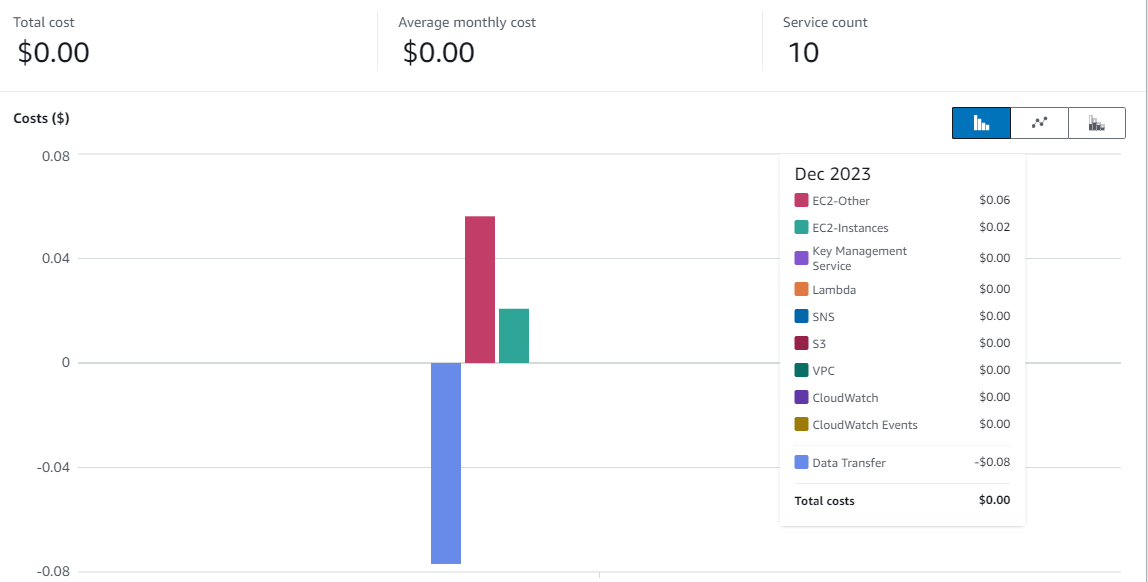 Total cost
$0.00
Average monthly cost
$0.00
Service count
10
Costs ($)
0.08
0.04
0
-0.04
-0.08
Dec 2023
EC2-Other $0.06
EC2-Instances $0.02
Key Management
Service $0.00
Lambda $0.00
SNS $0.00
S3 $0.00
VPC $0.00
CloudWatch $0.00
CloudWatch Events $0.00
Data Transfer -$0.08
Total costs $0.00